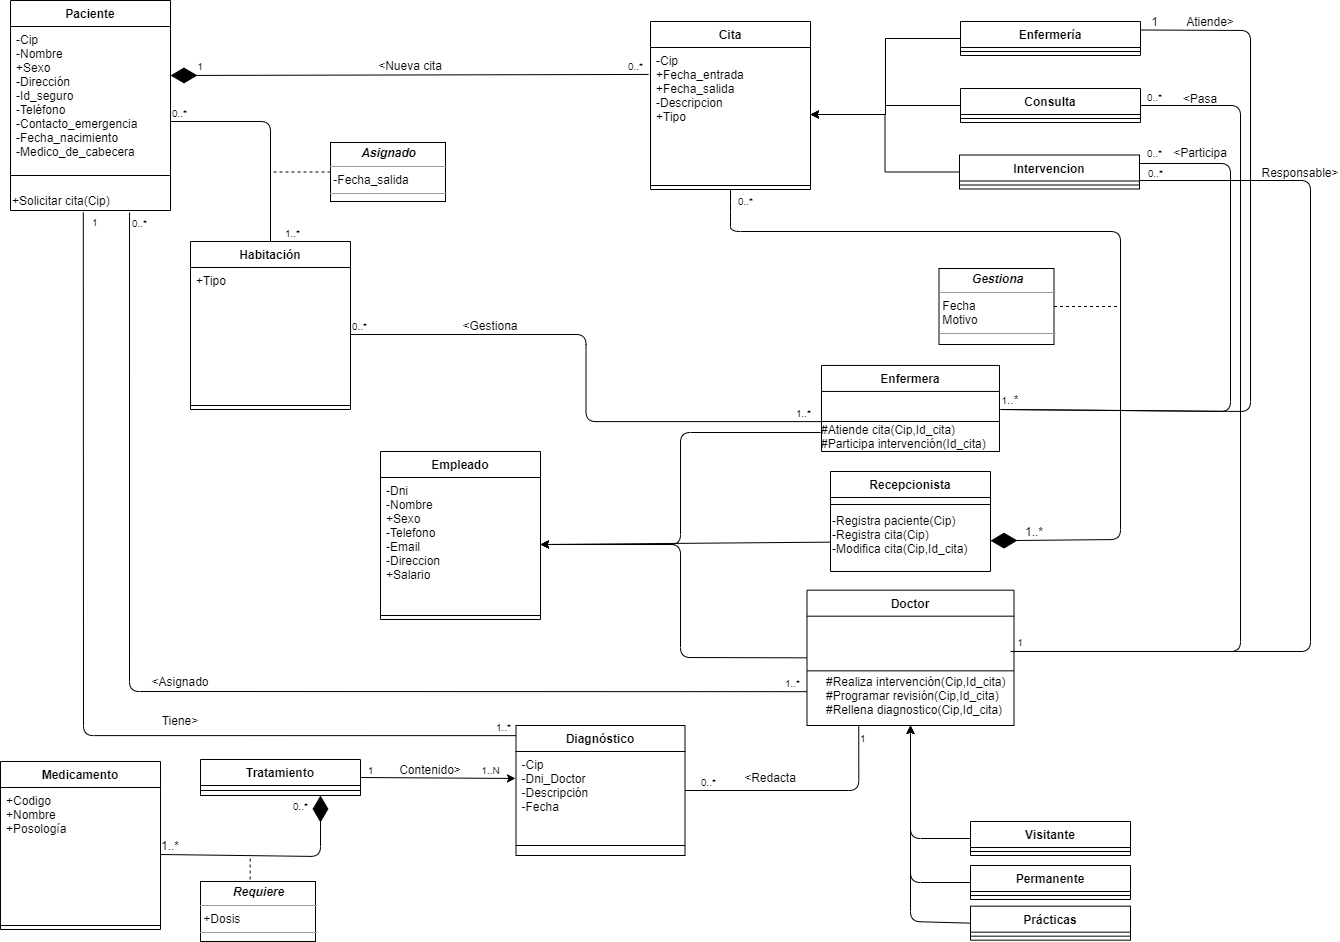 Paciente
-Cip
-Nombre
+Sexo
-Dirección
-Id_seguro
-Teléfono
-Contacto_emergencia
-Fecha_nacimiento
-Medico_de_cabecera
+Solicitar cita(Cip)
1
<Nueva cita
0..*
Cita
-Cip
+Fecha_entrada
+Fecha_salida
-Descripcion
+Tipo
Enfermería
1
Atiende>
Consulta
0..*
<Pasa
Intervencion
0..*
<Participa
0..*
Responsable>
0..*
Asignado
-Fecha_salida
1..*
1
0..*
0..*
Habitación
+Tipo
0..*
<Gestiona
1..*
Gestiona
Fecha
Motivo
Enfermera
1..*
#Atiende cita(Cip,Id_cita)
#Participa intervención(Id_cita)
Empleado
-Dni
-Nombre
+Sexo
-Telefono
-Email
-Direccion
+Salario
Recepcionista
-Registra paciente(Cip)
-Registra cita(Cip)
-Modifica cita(Cip,Id_cita)
1..*
Doctor
1
#Realiza intervención(Cip,Id_cita)
#Programar revisión(Cip,Id_cita)
#Rellena diagnostico(Cip,Id_cita)
<Asignado
1..*
Tiene>
1..*
Diagnóstico
-Cip
-Dni_Doctor
-Descripción
-Fecha
1
0..*
<Redacta
Medicamento
+Codigo
+Nombre
+Posología
Tratamiento
1
Contenido>
1..N
0..*
1..*
Requiere
+Dosis
Visitante
Permanente
Prácticas